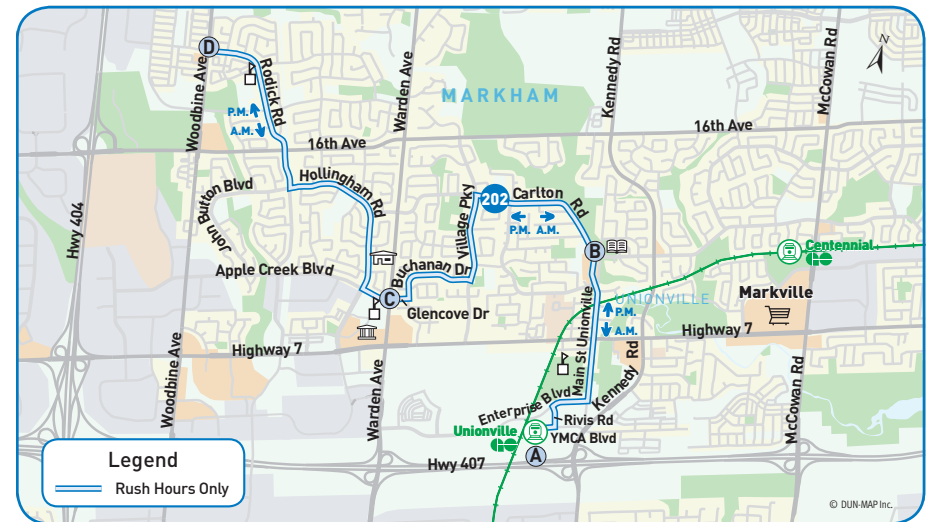 N
D
Woodbine Ave
Rodick Rd
P.M.
A.M.
Warden Ave
MARKHAM
Kennedy Rd
McCowan Rd
16th Ave
16th Ave
Hollingham Rd
John Button Blvd
Hwy 404
Apple Creek Blvd
Village Pky
202
Carlton Rd
P.M. A.M.
B
Buchanan Dr
C
Glencove Dr
Centennial
Markville
UNIONVILLE
P.M.
A.M.
Main St Unionville
Highway 7
Highway 7
Woodbine Ave
Warden Ave
Kennedy Rd
McCowan Rd
Enterprise Blvd
Rivis Rd
Unionville
YMCA Blvd
A
Hwy 407
Legend
Rush Hours Only
© DUN-MAP Inc.